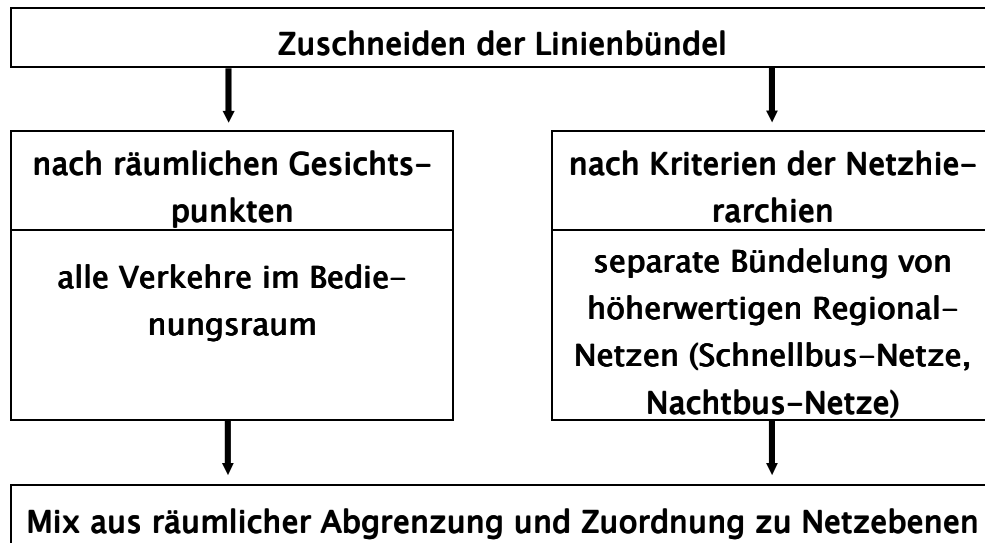 Zuschneiden der Linienbündel
nach räumlichen Gesichts-
punkten
alle Verkehre im Bedie-
nungsraum
nach Kriterien der Netzhie-
rarchien
separate Bündelung von
höherwertigen Regional-
Netzen (Schnellbus-Netze,
Nachtbus-Netze)
Mix aus räumlicher Abgrenzung und Zuordnung zu Netzebenen